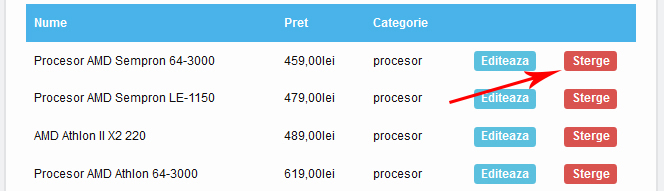 Nume Pret Categorie
Procesor AMD Sempron 64-3000 459,00lei procesor Editeaza Sterge
Procesor AMD Sempron LE-1150 479,00lei procesor Editeaza Sterge
AMD Athlon II X2 220 489,00lei procesor Editeaza Sterge
Procesor AMD Athlon 64-3000 619,00lei procesor Editeaza Sterge